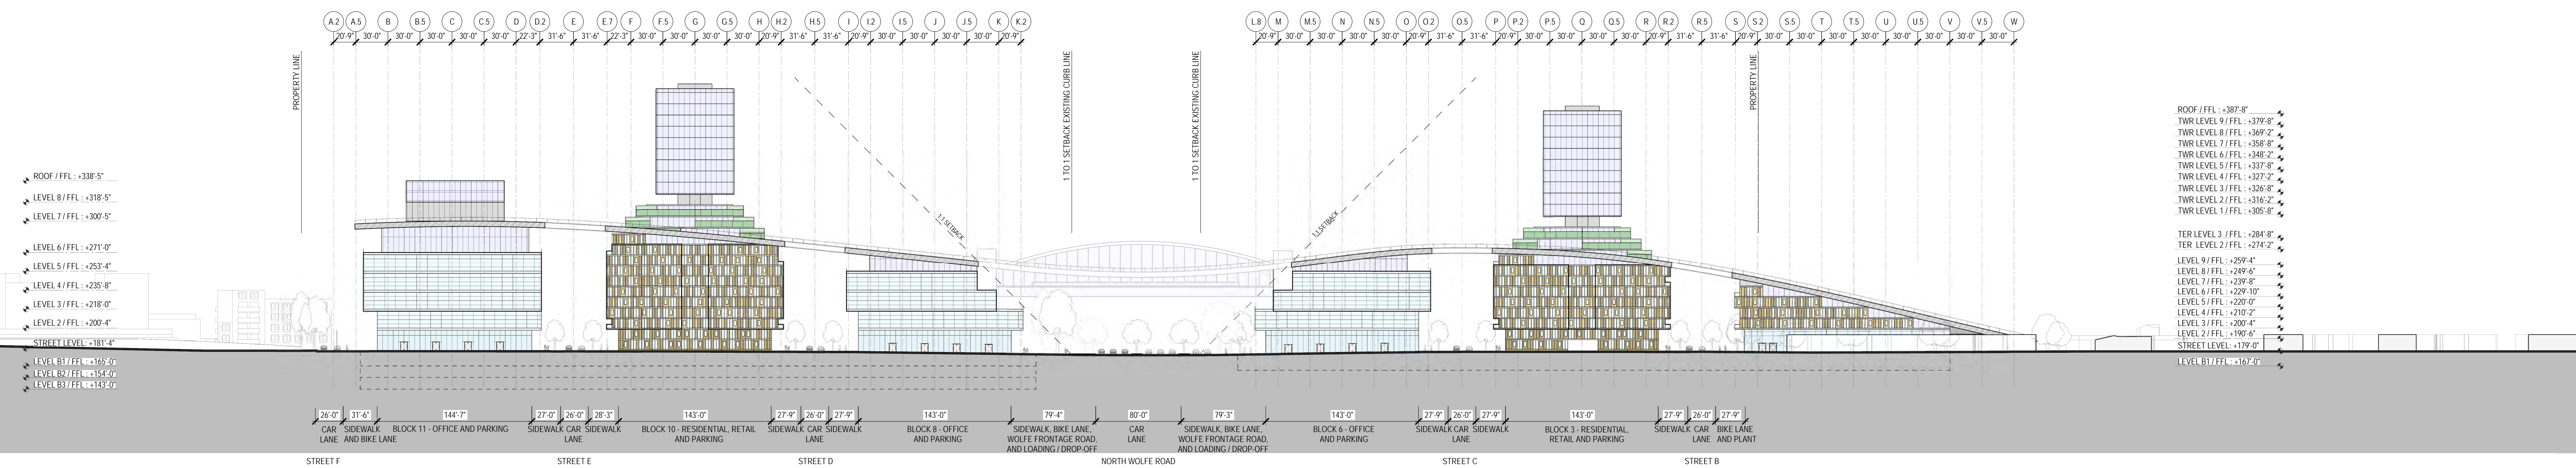 A.2 A.5 B B.5 C C.5 D D.2 E E.7 F F.5 G G.5 H H.2 H.5 I I.2 I.5 J J.5 K K.2 L.8 M M.5 N N.5 O O.2 O.5 P P.2 P.5 Q Q.5 R R.2 R.5 S S.2 S.5 T T.5 U U.5 V V.5 W
20'-9" 30'-0" 30'-0" 30'-0" 30'-0" 22'-3" 31'-6" 31'-6" 22'-3" 30'-0" 30'-0" 30'-0" 30'-0" 20'-9" 31'-6" 31'-6" 20'-9" 30'-0" 30'-0" 30'-0" 30'-0" 20'-9" 20'-9" 30'-0" 30'-0" 30'-0" 30'-0" 20'-9" 31'-6" 31'-6" 20'-9" 30'-0" 30'-0" 30'-0" 30'-0" 20'-9" 31'-6" 31'-6" 20'-9" 30'-0" 30'-0" 30'-0" 30'-0" 30'-0" 30'-0" 30'-0"
PROPERTY LINE
1 TO 1 SETBACK EXISTING CURB LINE
1 TO 1 SETBACK EXISTING CURB LINE
PROPERTY LINE
1:1 SETBACK
1:1 SETBACK
ROOF / FFL : +338'-5"
LEVEL 8 / FFL : +318'-5"
LEVEL 7 / FFL : +300'-5"
LEVEL 6 / FFL : +271'-0"
LEVEL 5 / FFL : +253'-4"
LEVEL 4 / FFL : +235'-8"
LEVEL 3 / FFL : +218'-0"
LEVEL 2 / FFL : +200'-4"
STREET LEVEL: +181'-4"
LEVEL B1 / FFL : +165'-0"
LEVEL B2 / FFL : +154'-0"
LEVEL B3 / FFL : +143'-0"
ROOF / FFL : +387'-8"
TWR LEVEL 9 / FFL : +379'-8"
TWR LEVEL 8 / FFL : +369'-2"
TWR LEVEL 7 / FFL : +358'-8"
TWR LEVEL 6 / FFL : +348'-2"
TWR LEVEL 5 / FFL : +337'-8"
TWR LEVEL 4 / FFL : +327'-2"
TWR LEVEL 3 / FFL : +326'-8"
TWR LEVEL 2 / FFL : +316'-2"
TWR LEVEL 1 / FFL : +305'-8"
TER LEVEL 3 / FFL : +284'-8"
TER LEVEL 2 / FFL : +274'-2"
LEVEL 9 / FFL : +259'-4"
LEVEL 8 / FFL : +249'-6"
LEVEL 7 / FFL : +239'-8"
LEVEL 6 / FFL : +229'-10"
LEVEL 5 / FFL : +220'-0"
LEVEL 4 / FFL : +210'-2"
LEVEL 3 / FFL : +200'-4"
LEVEL 2 / FFL : +190'-6"
STREET LEVEL: +179'-0"
LEVEL B1 / FFL : +167'-0"
26'-0" 31'-6" 144'-7" 27'-0" 26'-0" 28'-3" 143'-0" 27'-9" 26'-0" 27'-9" 143'-0" 79'-4" 80'-0" 79'-3" 143'-0" 27'-9" 26'-0" 27'-9" 143'-0" 27'-9" 26'-0" 27'-9"
CAR
LANE
SIDEWALK
AND BIKE LANE
BLOCK 11 - OFFICE AND PARKING
SIDEWALK
CAR
LANE
SIDEWALK
BLOCK 10 - RESIDENTIAL, RETAIL
AND PARKING
SIDEWALK
CAR
LANE
SIDEWALK
BLOCK 8 - OFFICE
AND PARKING
SIDEWALK, BIKE LANE,
WOLFE FRONTAGE ROAD,
AND LOADING / DROP-OFF
CAR
LANE
SIDEWALK, BIKE LANE,
WOLFE FRONTAGE ROAD,
AND LOADING / DROP-OFF
BLOCK 6 - OFFICE
AND PARKING
SIDEWALK
CAR
LANE
SIDEWALK
BLOCK 3 - RESIDENTIAL,
RETAIL AND PARKING
SIDEWALK
CAR
LANE
BIKE LANE
AND PLANT
STREET F
STREET E
STREET D
NORTH WOLFE ROAD
STREET C
STREET B